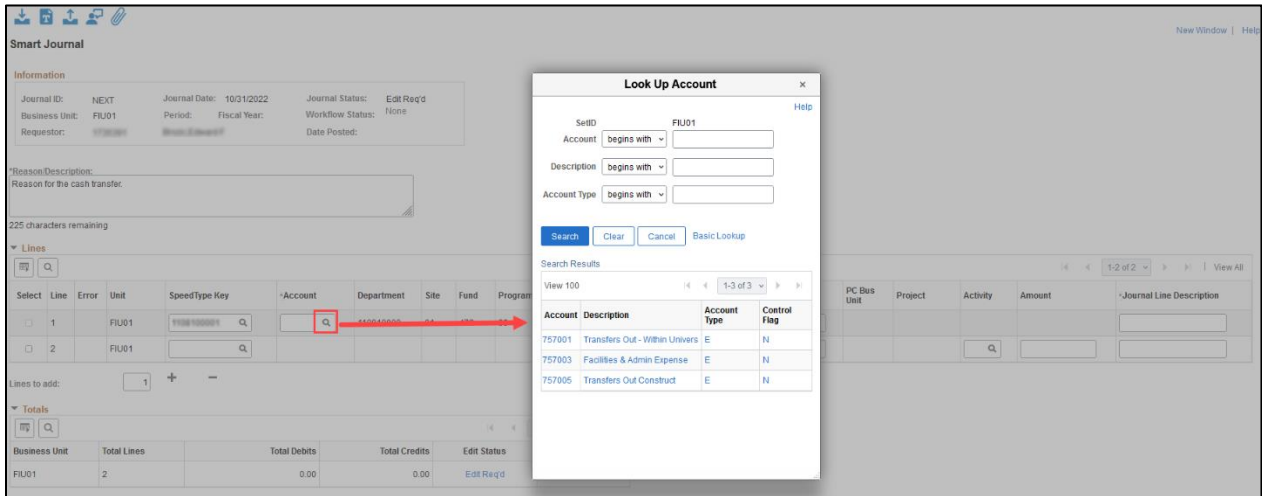 New Window | Help
Smart Journal
Information
Journal ID: NEXT Journal Date: 10/31/2022 Journal Status: Edit Req'd
Business Unit: FIU01 Period: Fiscal Year: Workflow Status: None
Requestor: Date Posted:
*Reason/Description:
Reason for the cash transfer.
225 characters remaining
Lines
1-2 of 2 | View All
Select Line Error Unit SpeedType Key *Account Department Site Fund Program PC Bus Unit Project Activity Amount *Journal Line Description
1 FIU01
2 FIU01
Lines to add: 1 + −
Totals
Business Unit Total Lines Total Debits Total Credits Edit Status
FIU01 2 0.00 0.00 Edit Req'd
Look Up Account ×
Help
SetID FIU01
Account begins with
Description begins with
Account Type begins with
Search Clear Cancel Basic Lookup
Search Results
View 100 1-3 of 3
Account Description Account Type Control Flag
757001 Transfers Out - Within Univers E N
757003 Facilities & Admin Expense E N
757005 Transfers Out Construct E N